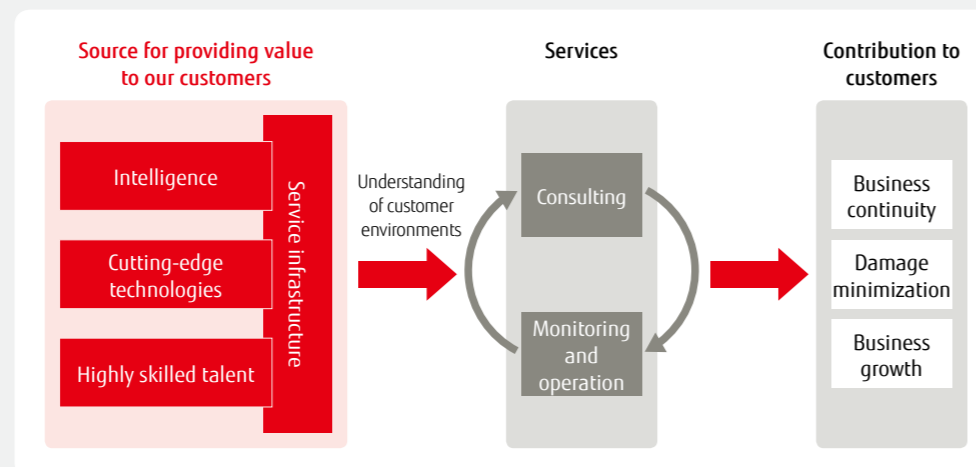 Source for providing value
to our customers
Intelligence
Cutting-edge
technologies
Highly skilled talent
Service infrastructure
Understanding
of customer
environments
Services
Consulting
Monitoring
and
operation
Contribution to
customers
Business
continuity
Damage
minimization
Business
growth